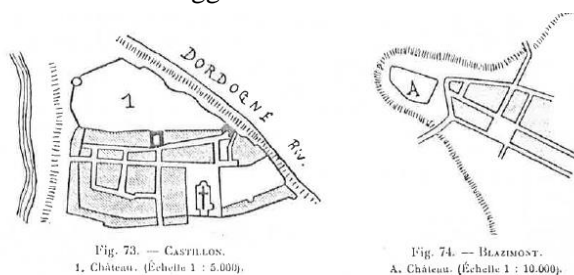 DORDOGNE
Riv.
1
A
Fig. 73. — CASTILLON.
1. Château. (Échelle 1 : 5.000).
Fig. 74. — BLAZIMONT.
A. Château. (Échelle 1 : 10.000).